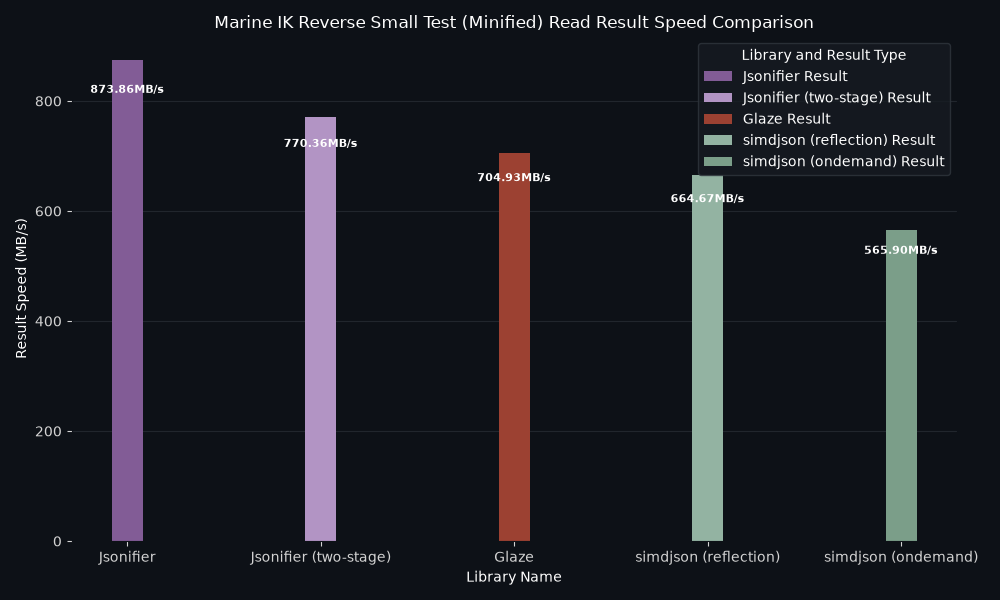 Marine IK Reverse Small Test (Minified) Read Result Speed Comparison
Library and Result Type
Jsonifier Result
Jsonifier (two-stage) Result
Glaze Result
simdjson (reflection) Result
simdjson (ondemand) Result
873.86MB/s
770.36MB/s
704.93MB/s
664.67MB/s
565.90MB/s
Result Speed (MB/s)
800
600
400
200
0
Jsonifier
Jsonifier (two-stage)
Glaze
simdjson (reflection)
simdjson (ondemand)
Library Name